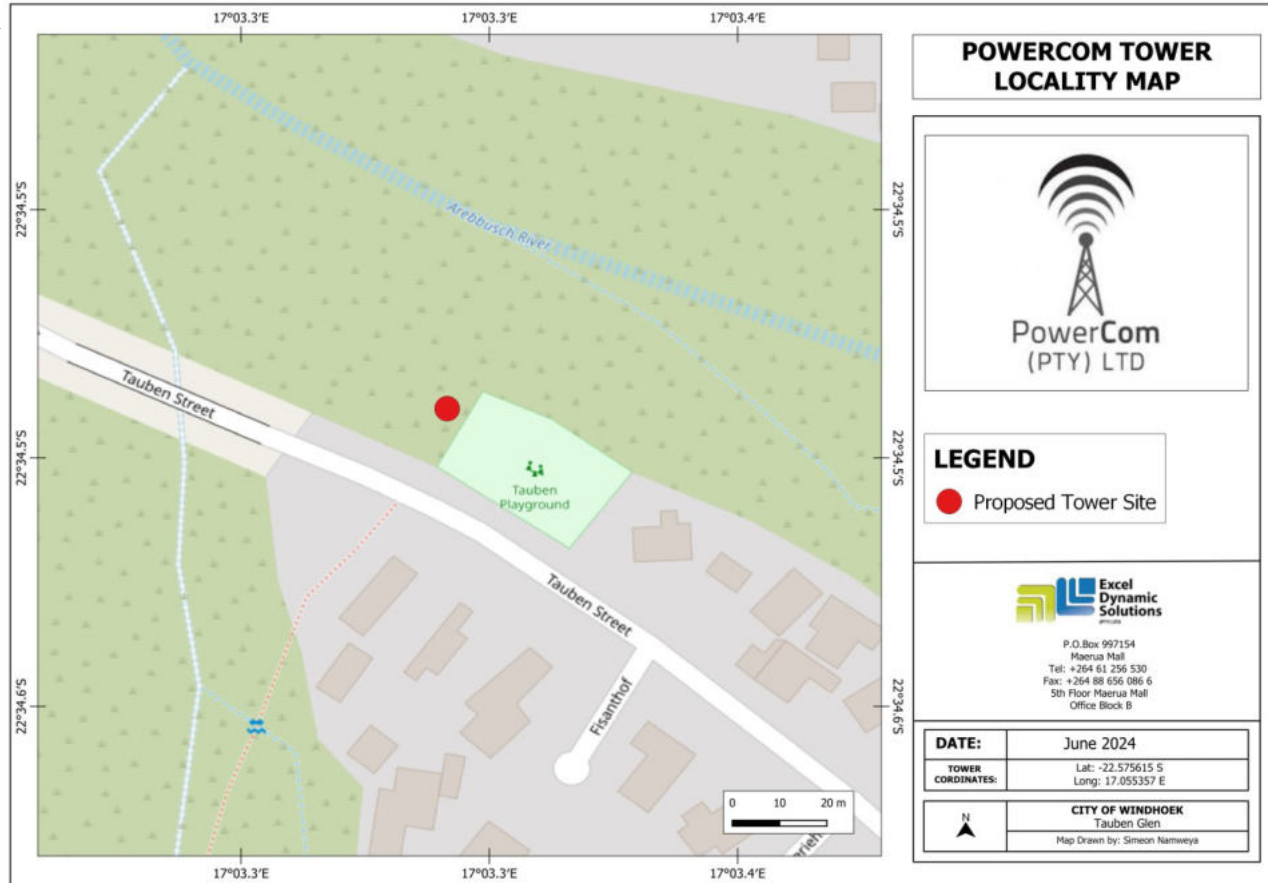 17°03.3'E
17°03.3'E
17°03.4'E
22°34.5'S
22°34.5'S
22°34.6'S
22°34.5'S
22°34.5'S
22°34.6'S
17°03.3'E
17°03.3'E
17°03.4'E
Arebbusch River
Tauben Street
Tauben
Playground
Tauben Street
Fisanthof
0 10 20 m
POWERCOM TOWER
LOCALITY MAP
PowerCom
(PTY) LTD
LEGEND
Proposed Tower Site
Excel
Dynamic
Solutions
P.O.Box 997154
Maerua Mall
Tel: +264 61 256 530
Fax: +264 88 656 086 6
5th Floor Maerua Mall
Office Block B
DATE: June 2024
TOWER
CORDINATES:
Lat: -22.575615 S
Long: 17.055357 E
N
CITY OF WINDHOEK
Tauben Glen
Map Drawn by: Simeon Namweya